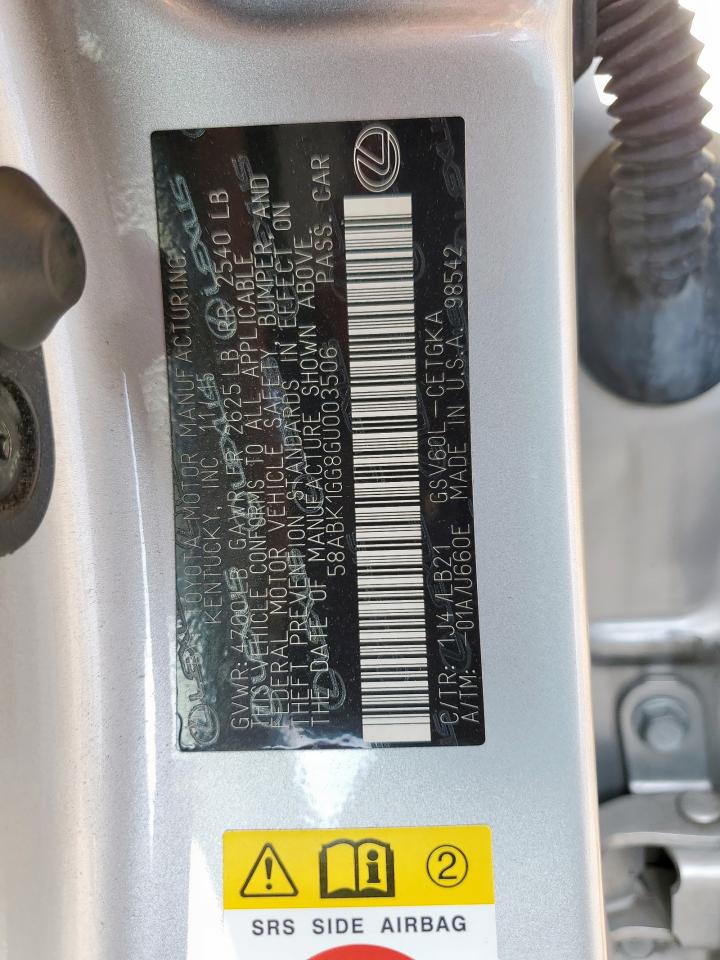 TOYOTA MOTOR MANUFACTURING,
KENTUCKY, INC. 11/15
GVWR: 4700LB GAWR FR 2625 LB RR 2540 LB
THIS VEHICLE CONFORMS TO ALL APPLICABLE
FEDERAL MOTOR VEHICLE SAFETY, BUMPER, AND
THEFT PREVENTION STANDARDS IN EFFECT ON
THE DATE OF MANUFACTURE SHOWN ABOVE
58ABK1GG8GU003506 PASS. CAR
C/TR: 1J4 /LB21 GSV60L-CETGKA
A/TM: -01A/U660E MADE IN U.S.A. 98542
2
SRS SIDE AIRBAG